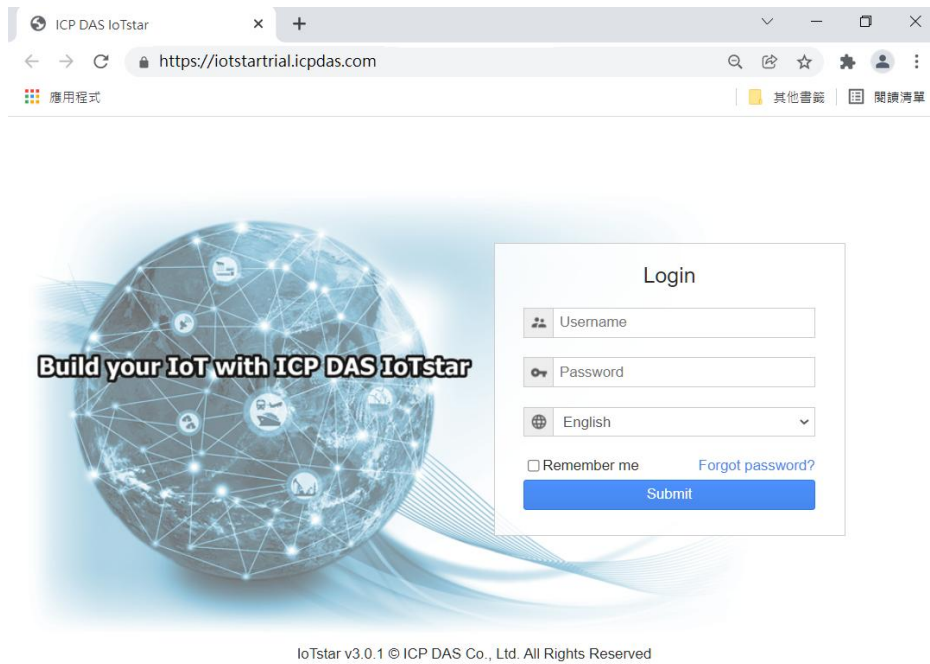 ICP DAS IoTstar
https://iotstartrial.icpdas.com
應用程式
其他書籤
閱讀清單
Build your IoT with ICP DAS IoTstar
Login
Username
Password
English
Remember me
Forgot password?
Submit
IoTstar v3.0.1 © ICP DAS Co., Ltd. All Rights Reserved